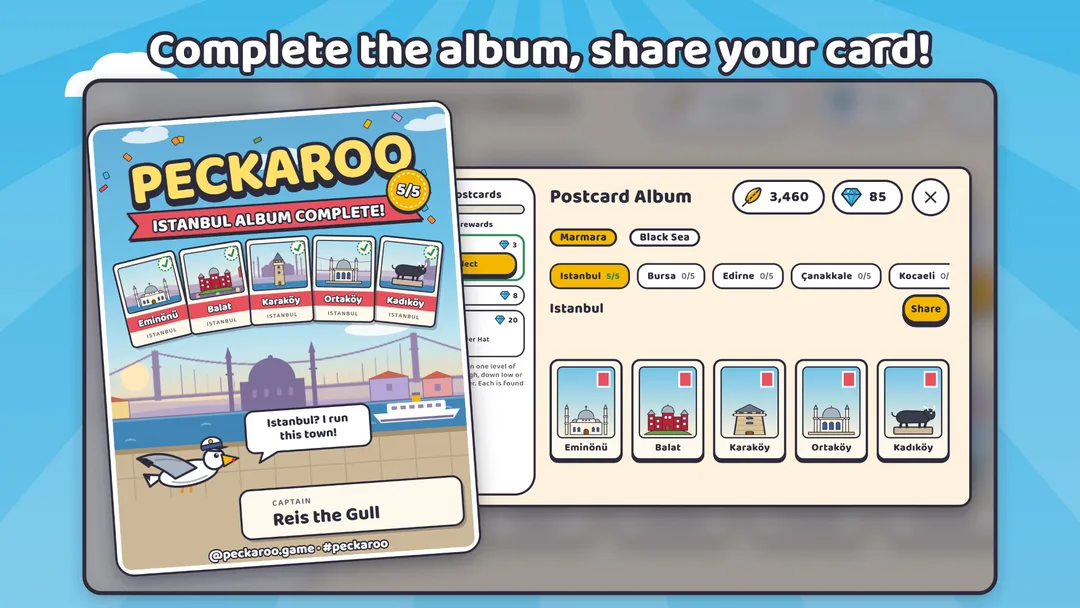 Complete the album, share your card!
PECKAROO
5/5
ISTANBUL ALBUM COMPLETE!
Eminönü
ISTANBUL
Balat
ISTANBUL
Karaköy
ISTANBUL
Ortaköy
ISTANBUL
Kadıköy
ISTANBUL
Istanbul? I run
this town!
CAPTAIN
Reis the Gull
@peckaroo.game · #peckaroo
ostcards
rewards
3
lect
8
20
er Hat
n one level of
gh, down low or
er. Each is found
Postcard Album
3,460
85
Marmara
Black Sea
Istanbul 5/5
Bursa 0/5
Edirne 0/5
Çanakkale 0/5
Kocaeli 0/
Istanbul
Share
Eminönü
Balat
Karaköy
Ortaköy
Kadıköy